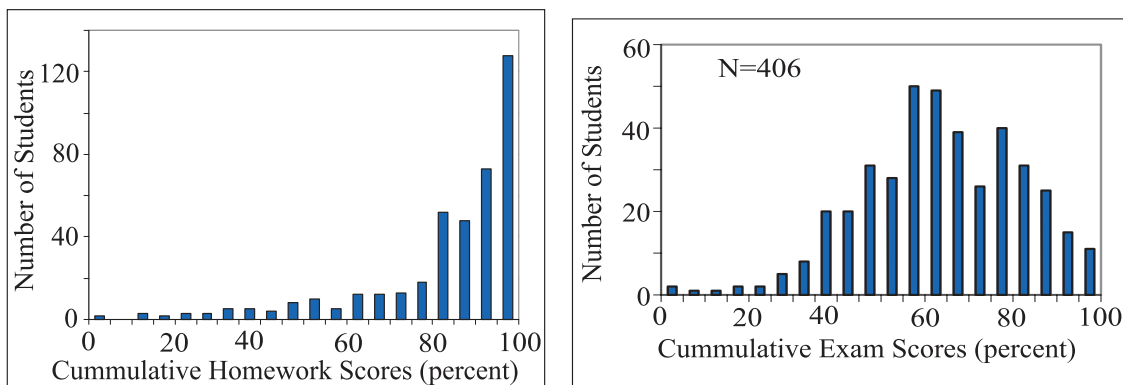 Number of Students
120
80
40
0
0 20 40 60 80 100
Cummulative Homework Scores (percent)
Number of Students
N=406
60
40
20
0
0 20 40 60 80 100
Cummulative Exam Scores (percent)